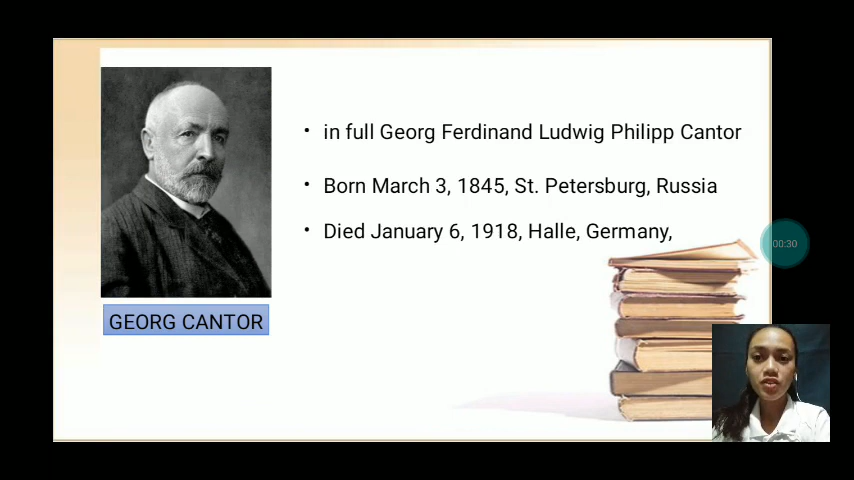 • in full Georg Ferdinand Ludwig Philipp Cantor
• Born March 3, 1845, St. Petersburg, Russia
• Died January 6, 1918, Halle, Germany,
00:30
GEORG CANTOR